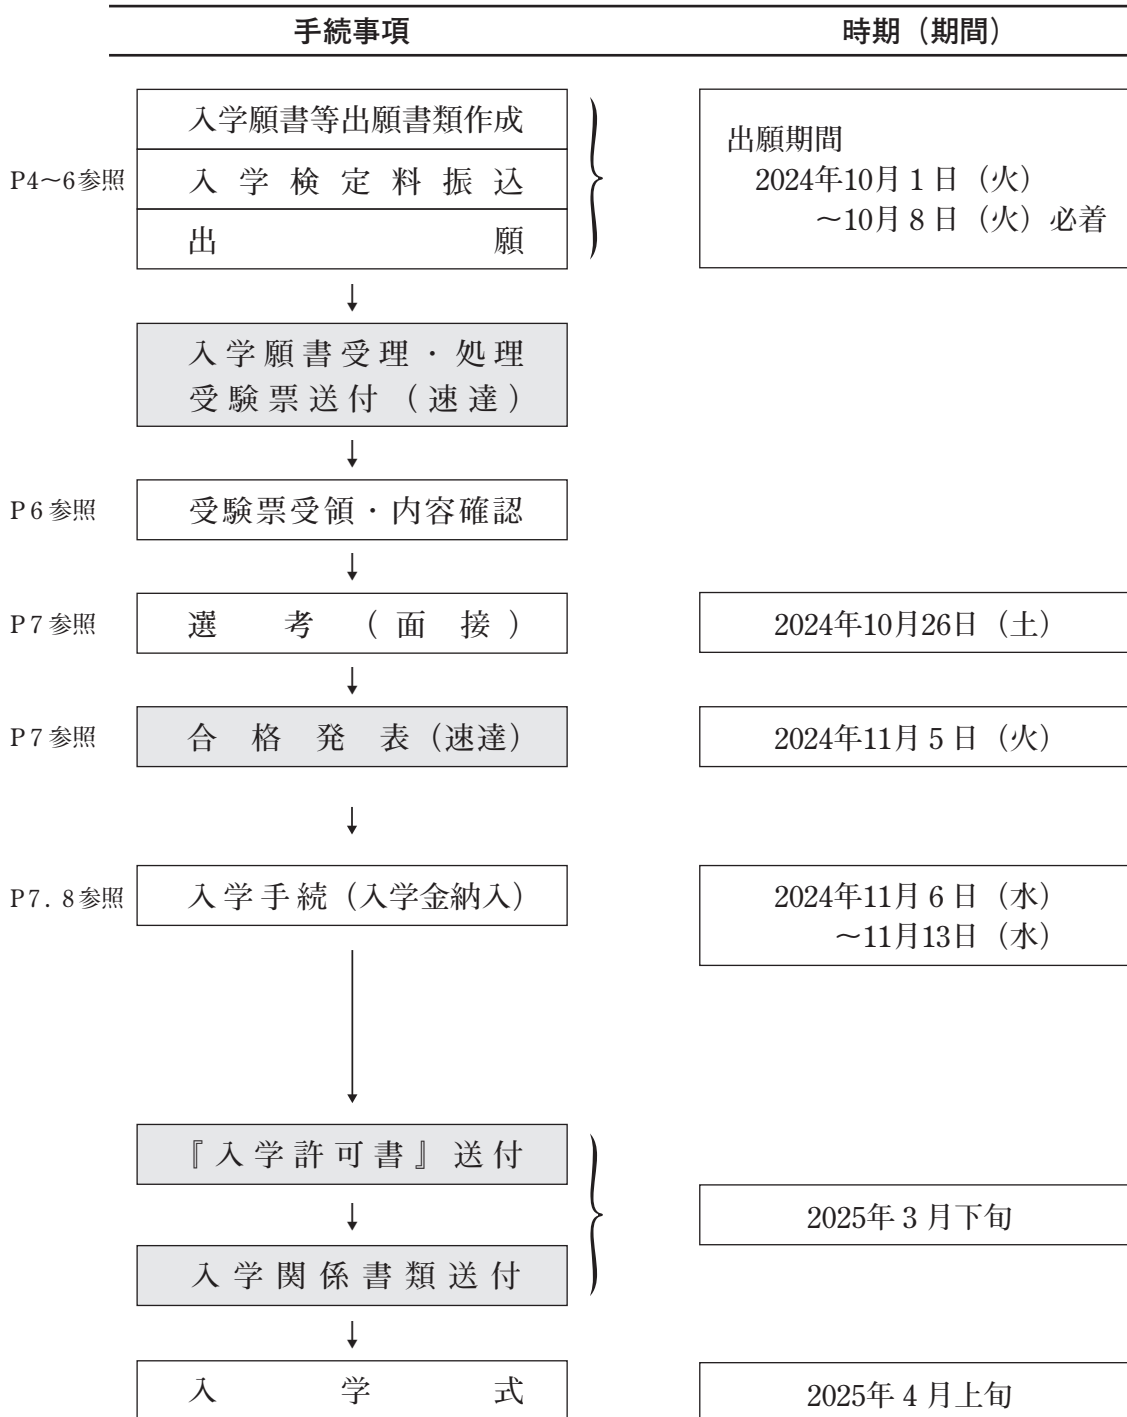 手続事項 時期（期間）
入学願書等出願書類作成
P4～6参照 入学検定料振込
出願
出願期間
2024年10月1日（火）
～10月8日（火）必着
入学願書受理・処理
受験票送付（速達）
P6参照 受験票受領・内容確認
P7参照 選考（面接） 2024年10月26日（土）
P7参照 合格発表（速達） 2024年11月5日（火）
P7. 8参照 入学手続（入学金納入） 2024年11月6日（水）
～11月13日（水）
『入学許可書』送付
2025年3月下旬
入学関係書類送付
入学式 2025年4月上旬